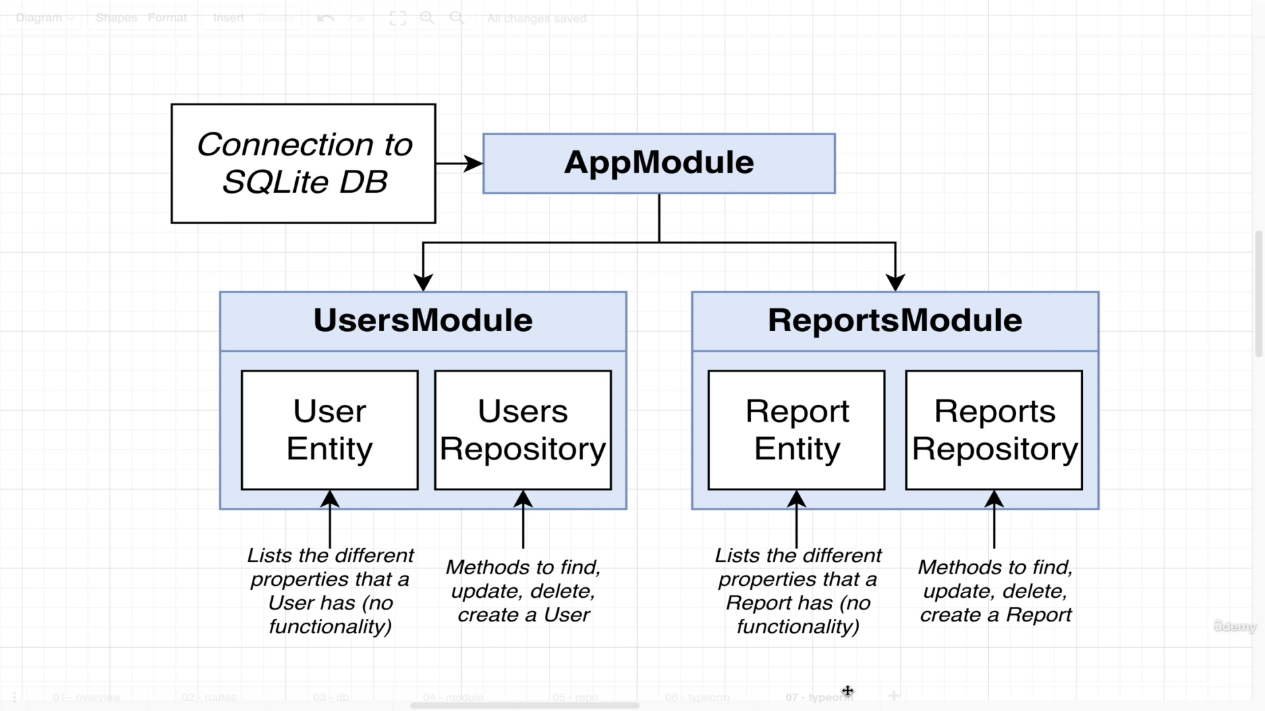 Diagram Shapes Format Insert Delete All changes saved
Connection to
SQLite DB
AppModule
UsersModule
User
Entity
Users
Repository
ReportsModule
Report
Entity
Reports
Repository
Lists the different
properties that a
User has (no
functionality)
Methods to find,
update, delete,
create a User
Lists the different
properties that a
Report has (no
functionality)
Methods to find,
update, delete,
create a Report
ûdemy
01 - overview 02 - routes 03 - db 04 - module 05 - repo 06 - typeorm 07 - typeorm